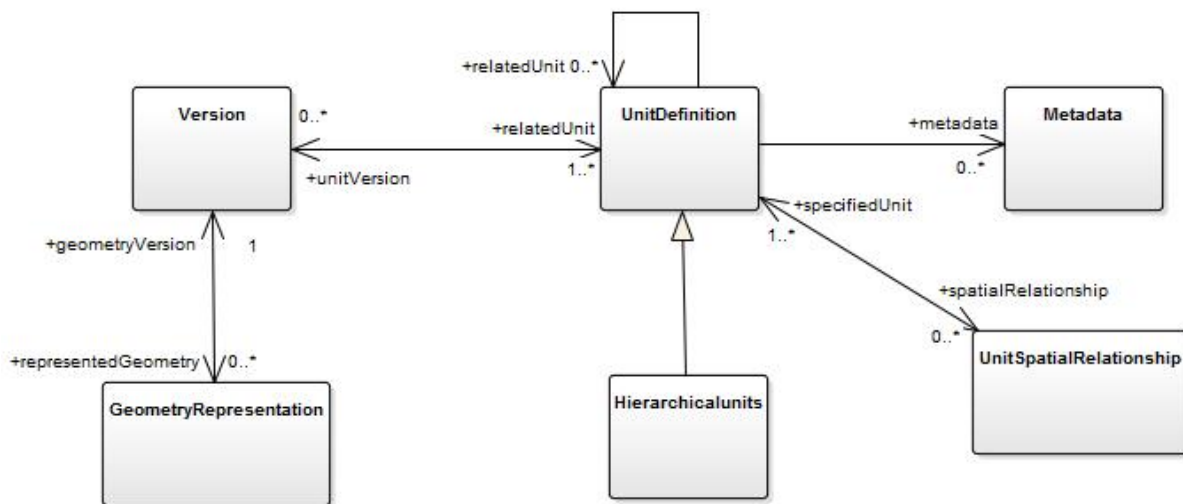 +relatedUnit 0..*
Version
0..*
+relatedUnit
UnitDefinition
+metadata
Metadata
+unitVersion
1..*
0..*
+specifiedUnit
1..*
+geometryVersion
1
+spatialRelationship
0..*
+representedGeometry
0..*
UnitSpatialRelationship
GeometryRepresentation
Hierarchicalunits